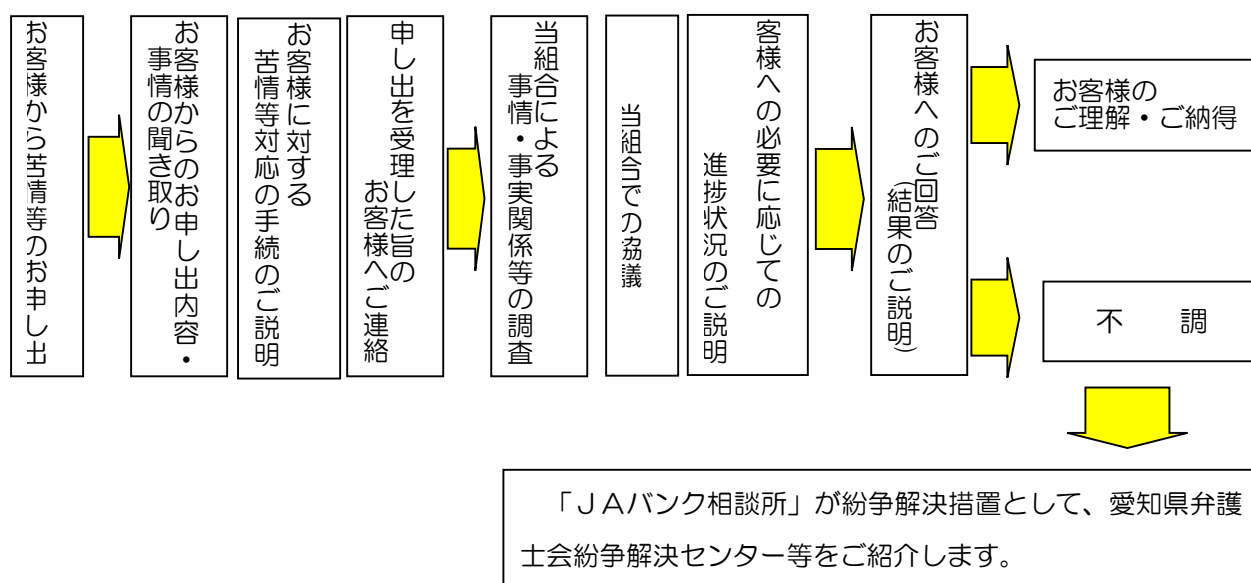 お客様から苦情等のお申し出
お客様からのお申し出内容・
事情の聞き取り
お客様に対する
苦情等対応の手続のご説明
申し出を受理した旨の
お客様へご連絡
当組合による
事情・事実関係等の調査
当組合での協議
客様への必要に応じての
進捗状況のご説明
お客様へのご回答
（結果のご説明）
お客様の
ご理解・ご納得
不　調
「ＪＡバンク相談所」が紛争解決措置として、愛知県弁護
士会紛争解決センター等をご紹介します。